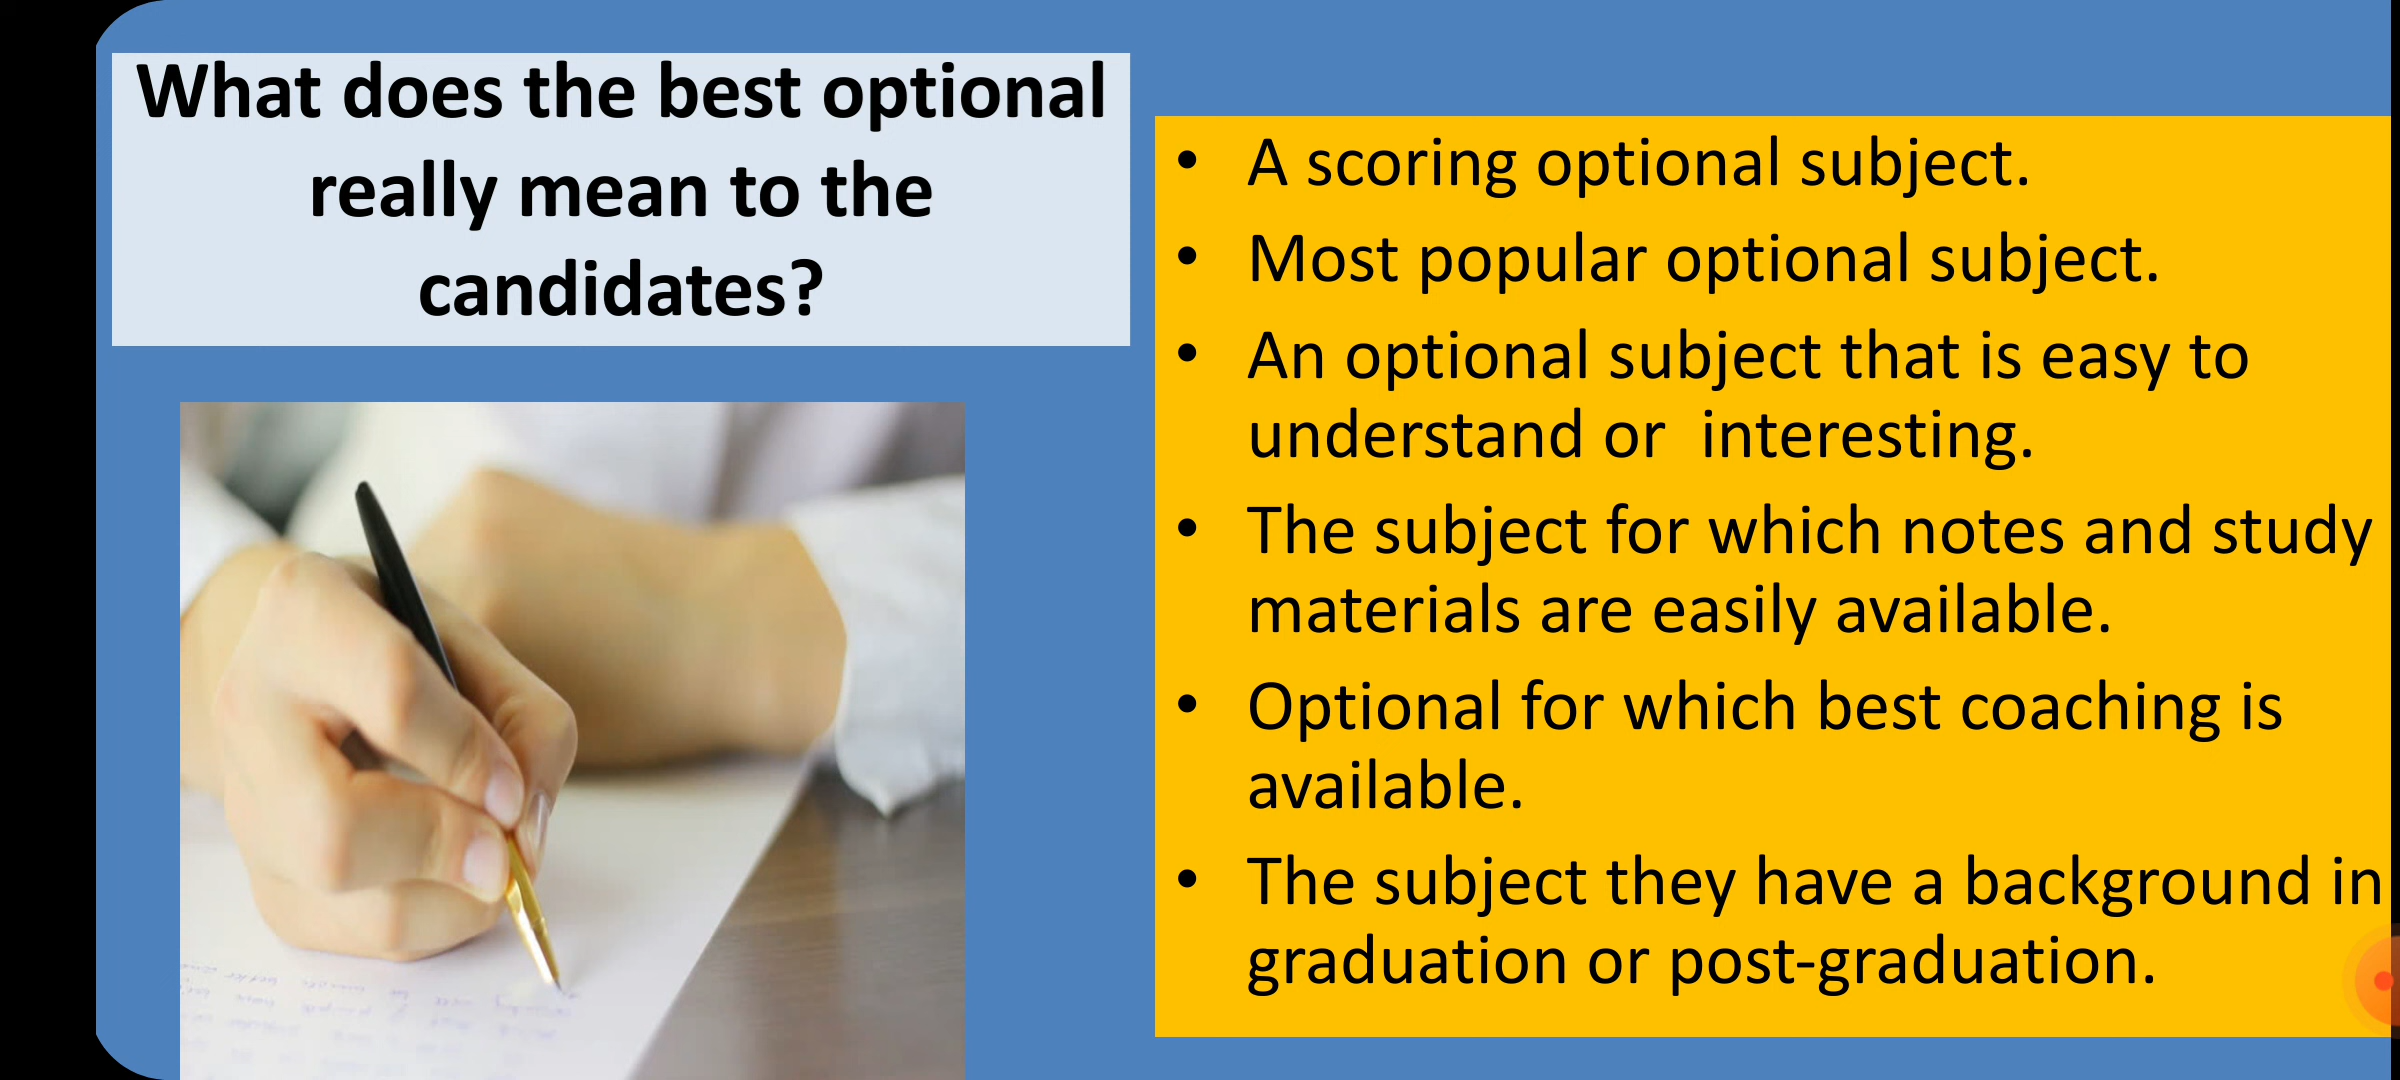 What does the best optional
really mean to the
candidates?
• A scoring optional subject.
• Most popular optional subject.
• An optional subject that is easy to
understand or  interesting.
• The subject for which notes and study
materials are easily available.
• Optional for which best coaching is
available.
• The subject they have a background in
graduation or post-graduation.